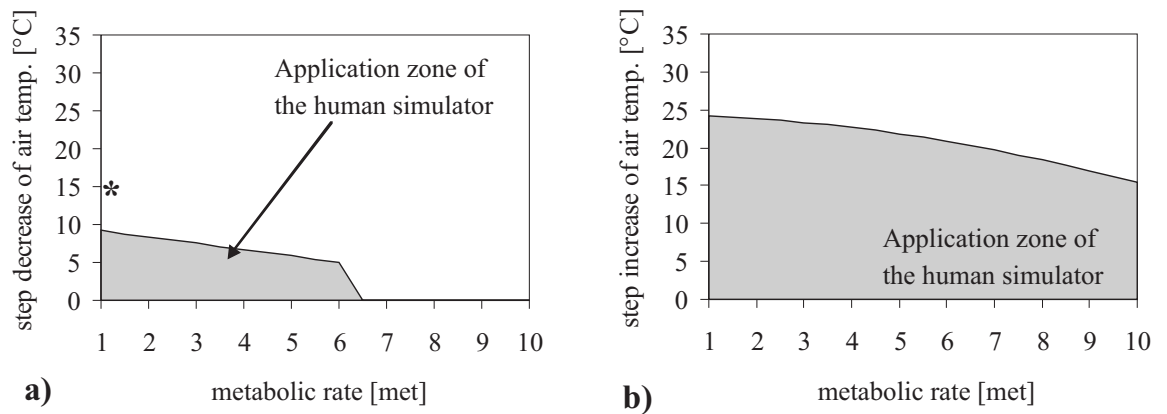 step decrease of air temp. [°C]
35
30
25
20
15
10
5
0
*
Application zone of
the human simulator
1 2 3 4 5 6 7 8 9 10
metabolic rate [met]
a)
step increase of air temp. [°C]
35
30
25
20
15
10
5
0
Application zone of
the human simulator
1 2 3 4 5 6 7 8 9 10
metabolic rate [met]
b)